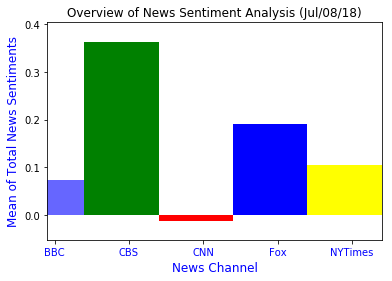 Overview of News Sentiment Analysis (Jul/08/18)
Mean of Total News Sentiments
0.4
0.3
0.2
0.1
0.0
BBC CBS CNN Fox NYTimes
News Channel